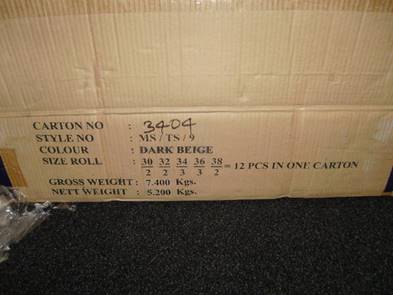 CARTON NO : 3404
STYLE NO : MS / TS / 9
COLOUR : DARK BEIGE
SIZE ROLL : 30/2 32/2 34/3 36/3 38/2 = 12 PCS IN ONE CARTON
GROSS WEIGHT : 7.400 Kgs.
NETT WEIGHT : 5.200 Kgs.